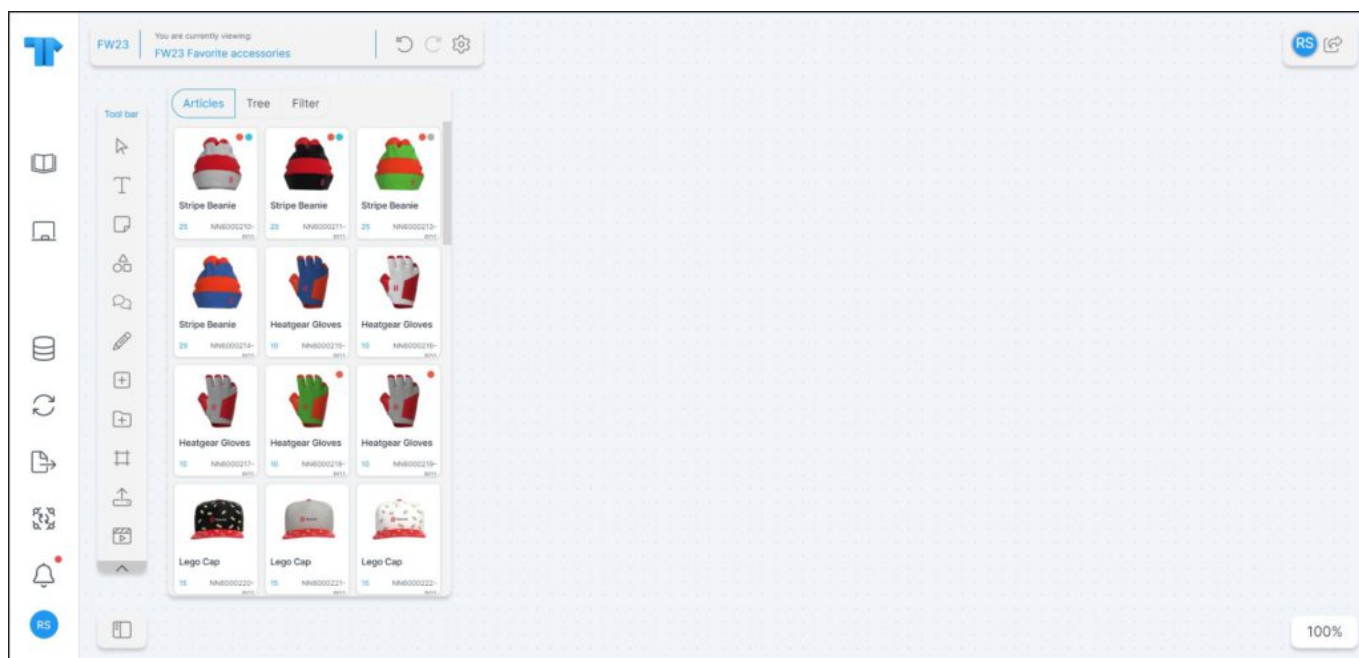 FW23
You are currently viewing:
FW23 Favorite accessories
RS
Tool bar
Articles Tree Filter
Stripe Beanie Stripe Beanie Stripe Beanie
25 NN6000210- 25 NN6000211- 25 NN6000213-
Stripe Beanie Heatgear Gloves Heatgear Gloves
25 NN6000214- 10 NN6000215- 10 NN6000216-
Heatgear Gloves Heatgear Gloves Heatgear Gloves
10 NN6000217- 10 NN6000218- 10 NN6000219-
Lego Cap Lego Cap Lego Cap
15 NN6000220- 15 NN6000221- 15 NN6000222-
RS
100%